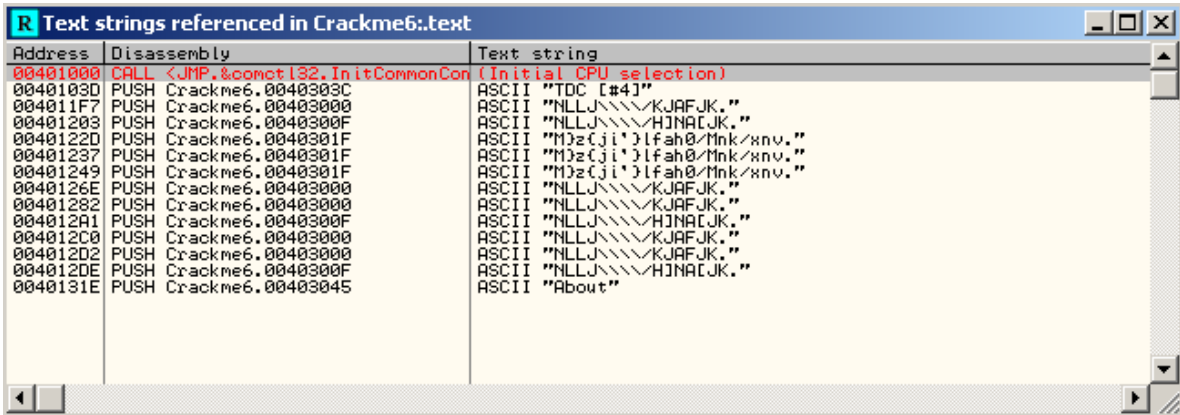 R Text strings referenced in Crackme6:.text
Address Disassembly Text string
00401000 CALL <JMP.&comctl32.InitCommonCon (Initial CPU selection)
0040103D PUSH Crackme6.0040303C ASCII "TDC [#4]"
004011F7 PUSH Crackme6.00403000 ASCII "NLLJ\\\\/KJAFJK."
00401203 PUSH Crackme6.0040300F ASCII "NLLJ\\\\/H]NA[JK."
0040122D PUSH Crackme6.0040301F ASCII "M}z{ji`}lfah0/Mnk/xnv."
00401237 PUSH Crackme6.0040301F ASCII "M}z{ji`}lfah0/Mnk/xnv."
00401249 PUSH Crackme6.0040301F ASCII "M}z{ji`}lfah0/Mnk/xnv."
0040126E PUSH Crackme6.00403000 ASCII "NLLJ\\\\/KJAFJK."
00401282 PUSH Crackme6.00403000 ASCII "NLLJ\\\\/KJAFJK."
004012A1 PUSH Crackme6.0040300F ASCII "NLLJ\\\\/H]NA[JK."
004012C0 PUSH Crackme6.00403000 ASCII "NLLJ\\\\/KJAFJK."
004012D2 PUSH Crackme6.00403000 ASCII "NLLJ\\\\/KJAFJK."
004012DE PUSH Crackme6.0040300F ASCII "NLLJ\\\\/H]NA[JK."
0040131E PUSH Crackme6.00403045 ASCII "About"